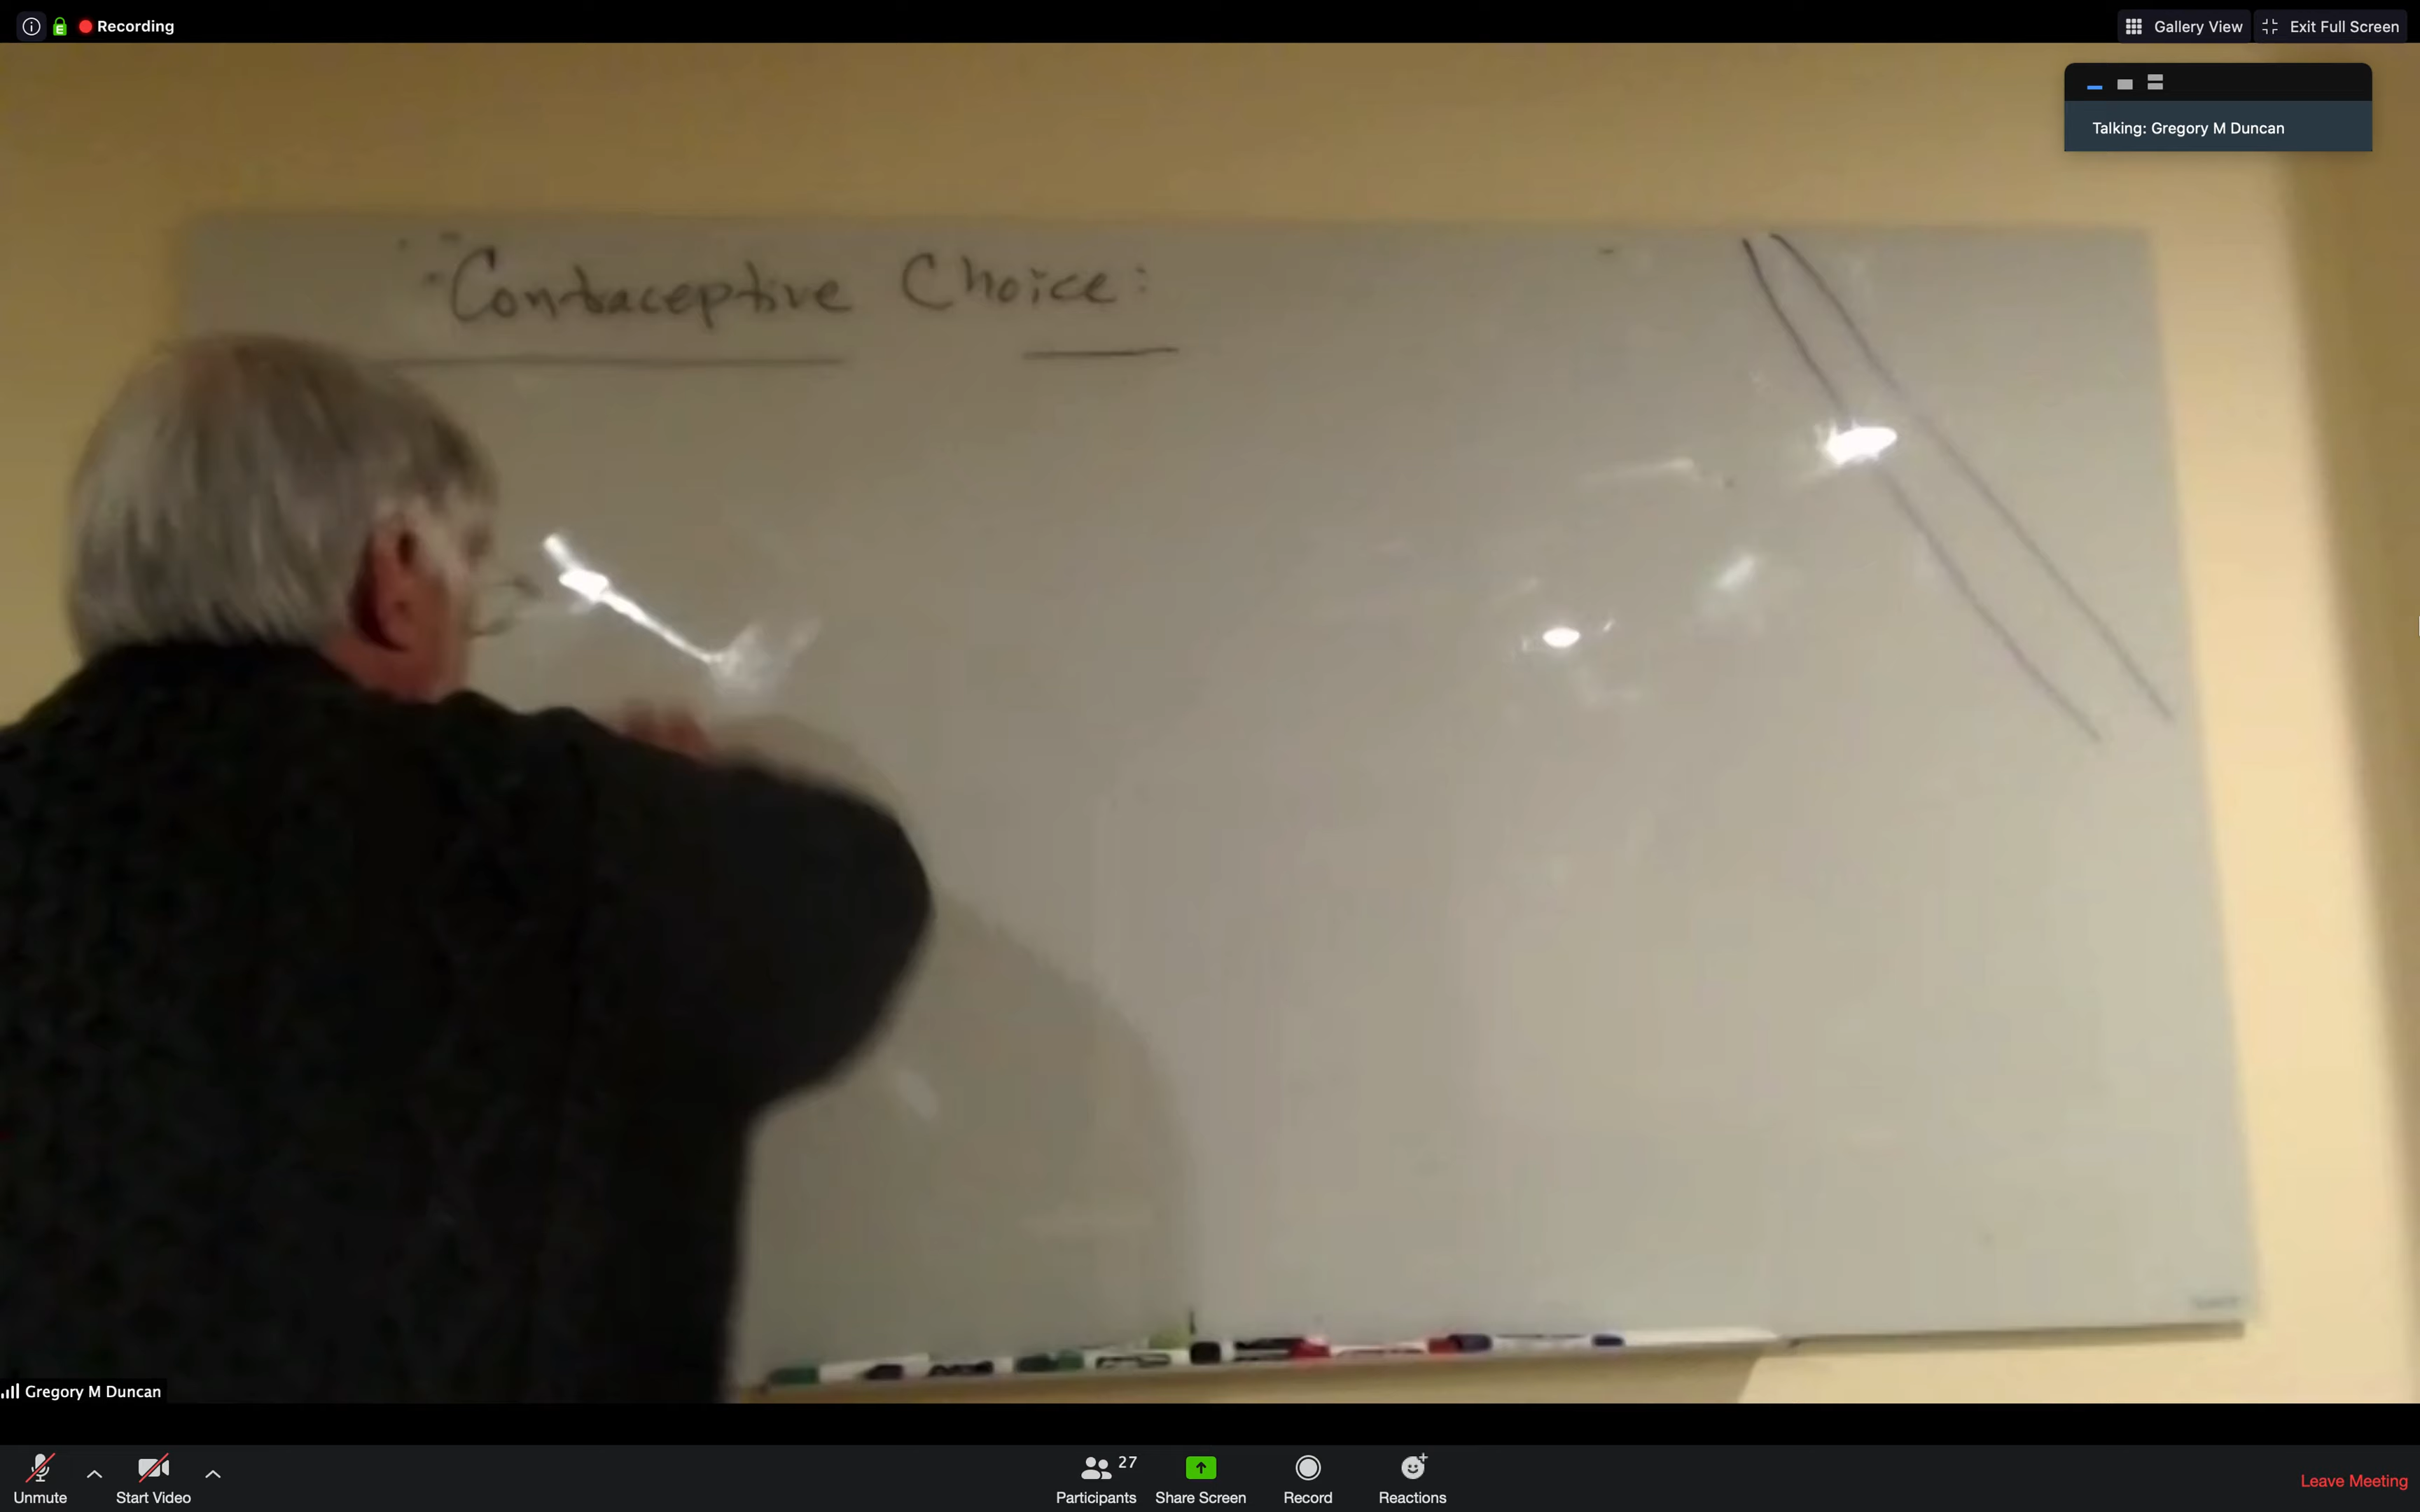 Recording
Gallery View
Exit Full Screen
Talking: Gregory M Duncan
Contraceptive Choice:
Gregory M Duncan
27
Unmute
Start Video
Participants
Share Screen
Record
Reactions
Leave Meeting